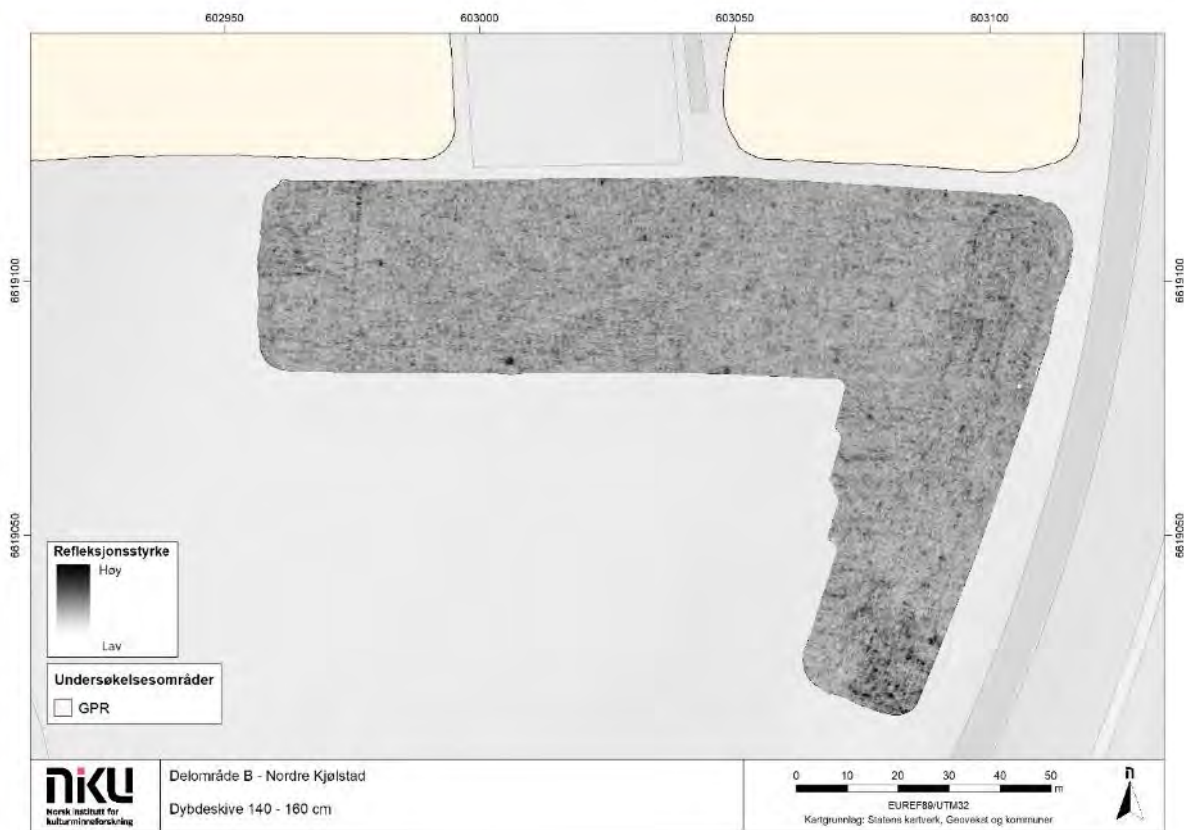 602950 603000 603050 603100
6619100 6619100
6619050 6619050
Refleksjonsstyrke
Høy
Lav
Undersøkelsesområder
GPR
NIKU
Norsk institutt for
kulturminneforskning
Delområde B - Nordre Kjølstad
Dybdeskive 140 - 160 cm
0 10 20 30 40 50
m
EUREF89/UTM32
Kartgrunnlag: Statens kartverk, Geovekst og kommuner
n